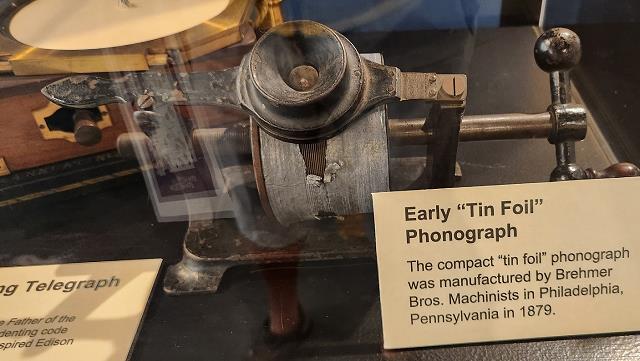 Early “Tin Foil”
Phonograph
The compact “tin foil” phonograph
was manufactured by Brehmer
Bros. Machinists in Philadelphia,
Pennsylvania in 1879.
Telegraph
Father of the
code
Edison